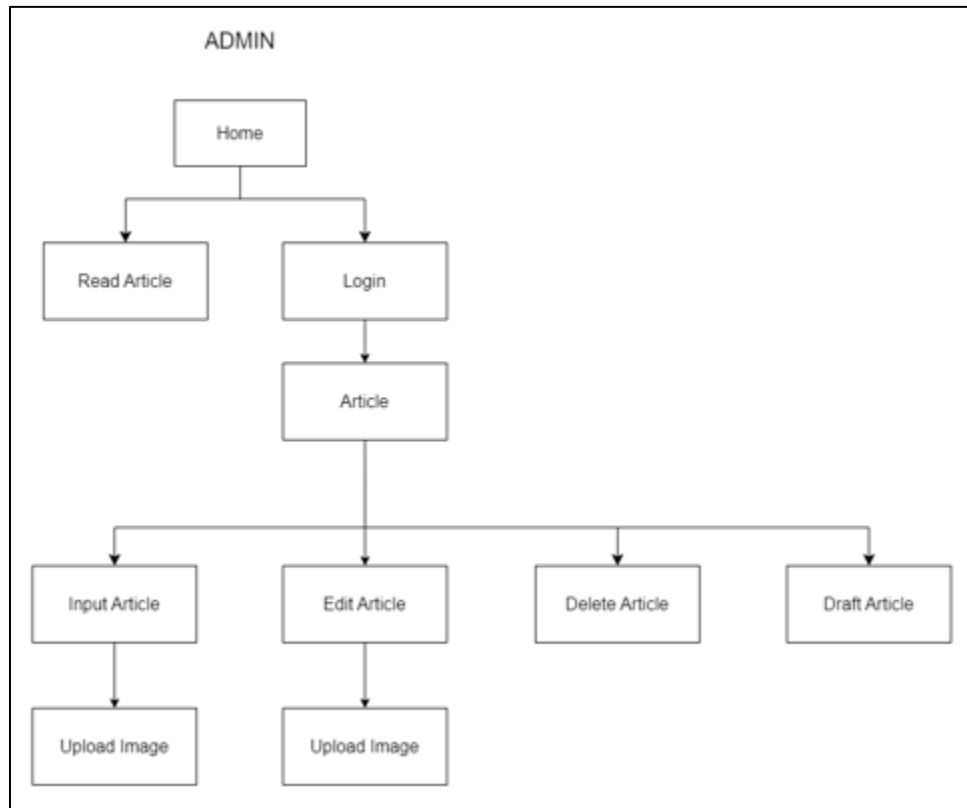 ADMIN
Home
Read Article
Login
Article
Input Article
Edit Article
Delete Article
Draft Article
Upload Image
Upload Image